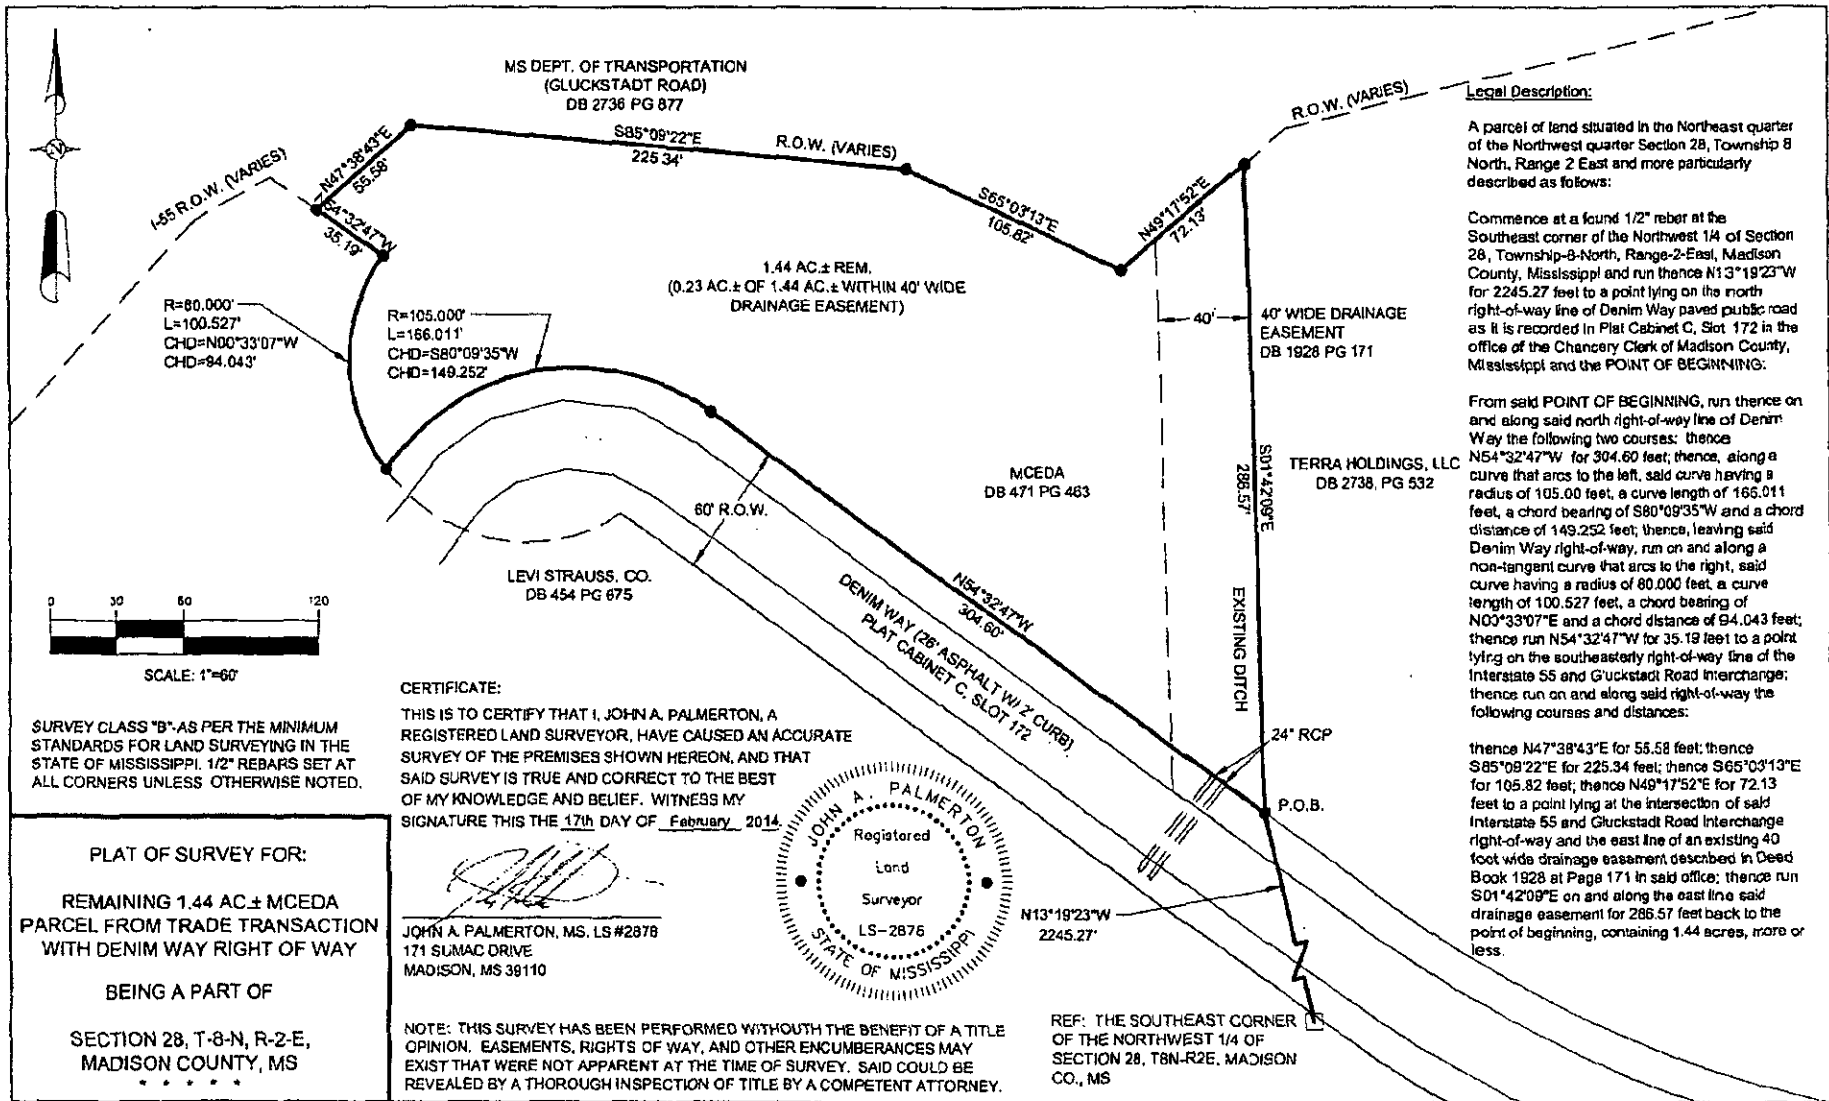 MS DEPT. OF TRANSPORTATION
(GLUCKSTADT ROAD)
DB 2736 PG 877
I-55 R.O.W. (VARIES)
N47°38'43"E
55.58'
S85°09'22"E
225.34'
R.O.W. (VARIES)
S4°32'47"W
35.19'
S65°03'13"E
105.82'
N49°17'52"E
72.13'
R.O.W. (VARIES)
1.44 AC.± REM.
(0.23 AC.± OF 1.44 AC.± WITHIN 40' WIDE
DRAINAGE EASEMENT)
R=80.000'
L=100.527'
CHD=N00°33'07"W
CHD=94.043'
R=105.000'
L=166.011'
CHD=S80°09'35"W
CHD=149.252'
40'
40' WIDE DRAINAGE
EASEMENT
DB 1928 PG 171
MCEDA
DB 471 PG 463
S01°42'09"E
286.57'
TERRA HOLDINGS, LLC
DB 2738, PG 532
60' R.O.W.
LEVI STRAUSS, CO.
DB 454 PG 675
N54°32'47"W
304.60'
DENIM WAY (26' ASPHALT W/ 2' CURB)
PLAT CABINET C, SLOT 172
EXISTING DITCH
24" RCP
P.O.B.
N13°19'23"W
2245.27'
REF: THE SOUTHEAST CORNER
OF THE NORTHWEST 1/4 OF
SECTION 28, T8N-R2E, MADISON
CO., MS
N
0 30 60 120
SCALE: 1"=60'
SURVEY CLASS "B"-AS PER THE MINIMUM
STANDARDS FOR LAND SURVEYING IN THE
STATE OF MISSISSIPPI. 1/2" REBARS SET AT
ALL CORNERS UNLESS OTHERWISE NOTED.
PLAT OF SURVEY FOR:
REMAINING 1.44 AC.± MCEDA
PARCEL FROM TRADE TRANSACTION
WITH DENIM WAY RIGHT OF WAY
BEING A PART OF
SECTION 28, T-8-N, R-2-E,
MADISON COUNTY, MS
* * * * *
CERTIFICATE:
THIS IS TO CERTIFY THAT I, JOHN A. PALMERTON, A
REGISTERED LAND SURVEYOR, HAVE CAUSED AN ACCURATE
SURVEY OF THE PREMISES SHOWN HEREON, AND THAT
SAID SURVEY IS TRUE AND CORRECT TO THE BEST
OF MY KNOWLEDGE AND BELIEF. WITNESS MY
SIGNATURE THIS THE 17th DAY OF February 2014.
JOHN A. PALMERTON, MS. LS #2878
171 SUMAC DRIVE
MADISON, MS 39110
JOHN A. PALMERTON
Registered
Land
Surveyor
LS-2876
STATE OF MISSISSIPPI
NOTE: THIS SURVEY HAS BEEN PERFORMED WITHOUTH THE BENEFIT OF A TITLE
OPINION. EASEMENTS, RIGHTS OF WAY, AND OTHER ENCUMBERANCES MAY
EXIST THAT WERE NOT APPARENT AT THE TIME OF SURVEY. SAID COULD BE
REVEALED BY A THOROUGH INSPECTION OF TITLE BY A COMPETENT ATTORNEY.
Legal Description:
A parcel of land situated in the Northeast quarter
of the Northwest quarter Section 28, Township 8
North, Range 2 East and more particularly
described as follows:
Commence at a found 1/2" rebar at the
Southeast corner of the Northwest 1/4 of Section
28, Township-8-North, Range-2-East, Madison
County, Mississippi and run thence N13°19'23"W
for 2245.27 feet to a point lying on the north
right-of-way line of Denim Way paved public road
as it is recorded in Plat Cabinet C, Slot 172 in the
office of the Chancery Clerk of Madison County,
Mississippi and the POINT OF BEGINNING:
From said POINT OF BEGINNING, run thence on
and along said north right-of-way line of Denim
Way the following two courses: thence
N54°32'47"W for 304.60 feet; thence, along a
curve that arcs to the left, said curve having a
radius of 105.00 feet, a curve length of 166.011
feet, a chord bearing of S80°09'35"W and a chord
distance of 149.252 feet; thence, leaving said
Denim Way right-of-way, run on and along a
non-tangent curve that arcs to the right, said
curve having a radius of 80.000 feet, a curve
length of 100.527 feet, a chord bearing of
N00°33'07"E and a chord distance of 94.043 feet;
thence run N54°32'47"W for 35.19 feet to a point
lying on the southeasterly right-of-way line of the
Interstate 55 and Gluckstadt Road Interchange;
thence run on and along said right-of-way the
following courses and distances:
thence N47°38'43"E for 55.58 feet; thence
S85°09'22"E for 225.34 feet; thence S65°03'13"E
for 105.82 feet; thence N49°17'52"E for 72.13
feet to a point lying at the intersection of said
Interstate 55 and Gluckstadt Road Interchange
right-of-way and the east line of an existing 40
foot wide drainage easement described in Deed
Book 1928 at Page 171 in said office; thence run
S01°42'09"E on and along the east line said
drainage easement for 286.57 feet back to the
point of beginning, containing 1.44 acres, more or
less.